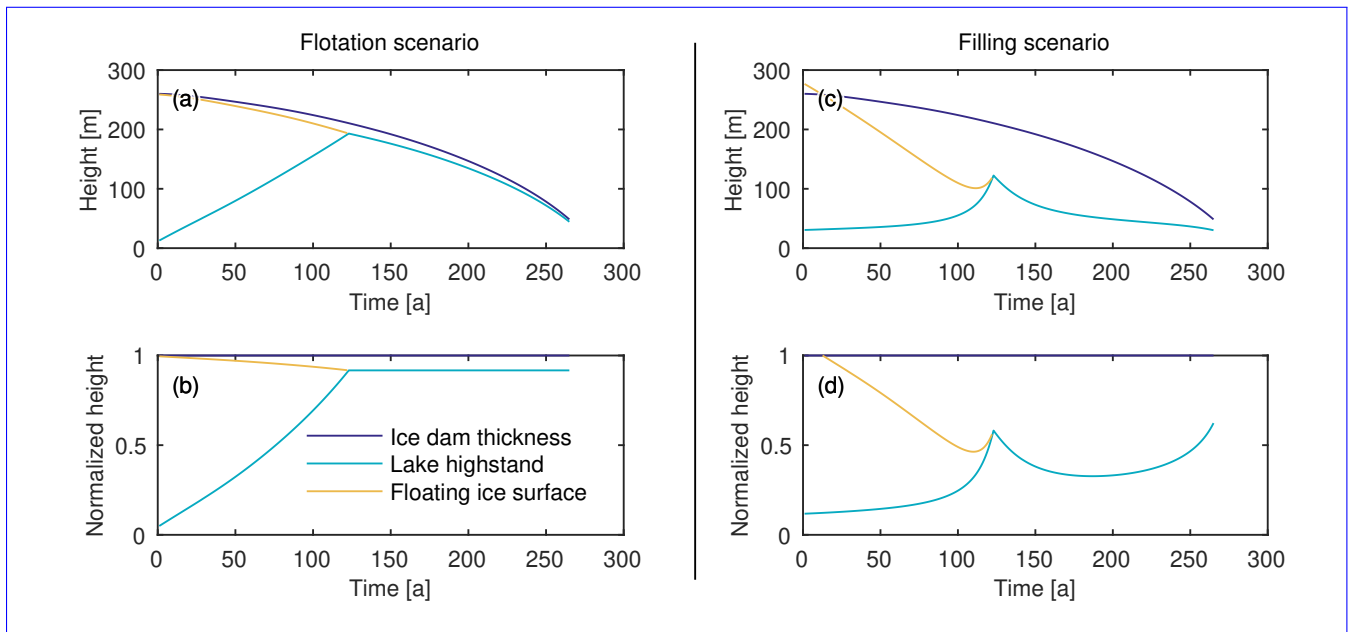 Flotation scenario
300
(a)
200
100
0
Height [m]
0 50 100 150 200 250 300
Time [a]
1
(b)
0.5
0
Normalized height
Ice dam thickness
Lake highstand
Floating ice surface
0 50 100 150 200 250 300
Time [a]
Filling scenario
300
(c)
200
100
0
Height [m]
0 50 100 150 200 250 300
Time [a]
1
(d)
0.5
0
Normalized height
0 50 100 150 200 250 300
Time [a]